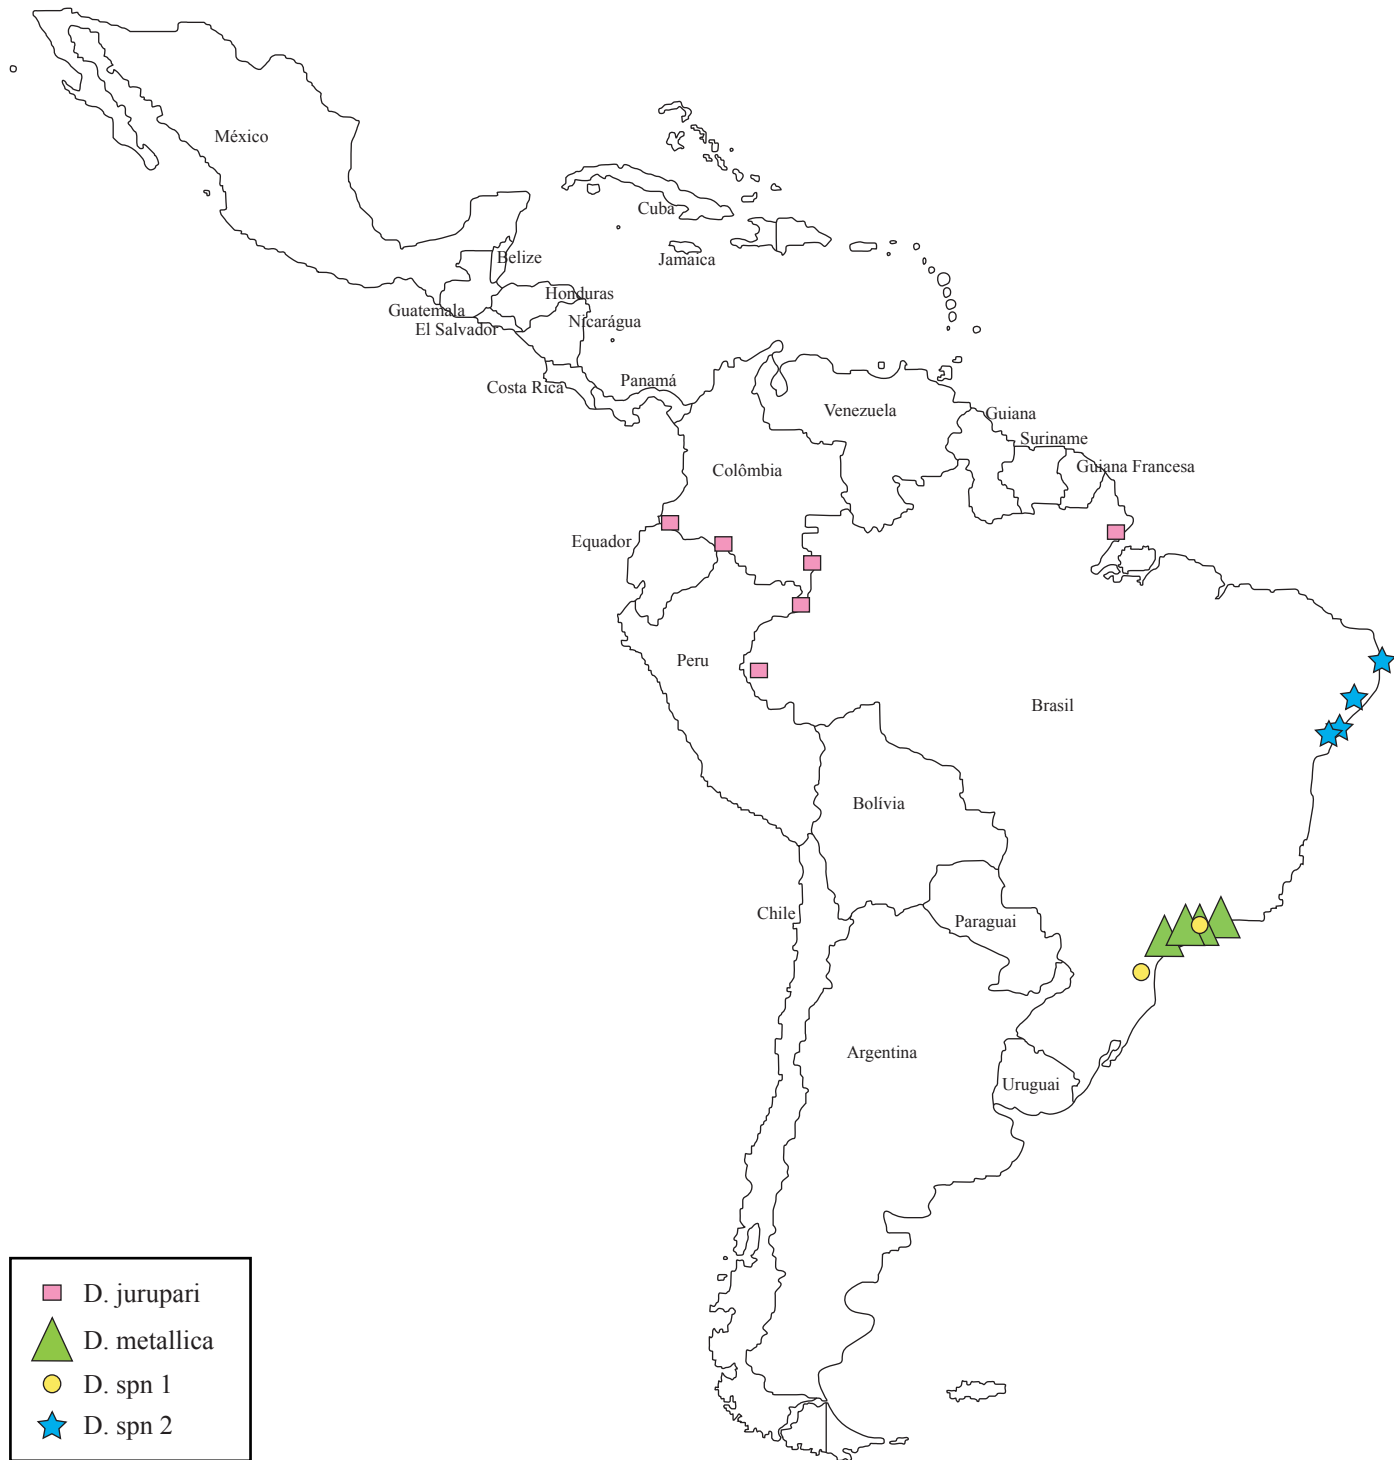 México
Cuba
Belize
Jamaica
Honduras
Guatemala
Nicarágua
El Salvador
Panamá
Costa Rica
Venezuela
Guiana
Suriname
Colômbia
Guiana Francesa
Equador
Peru
Brasil
Bolívia
Chile
Paraguai
Argentina
Uruguai
D. jurupari
D. metallica
D. spn 1
D. spn 2